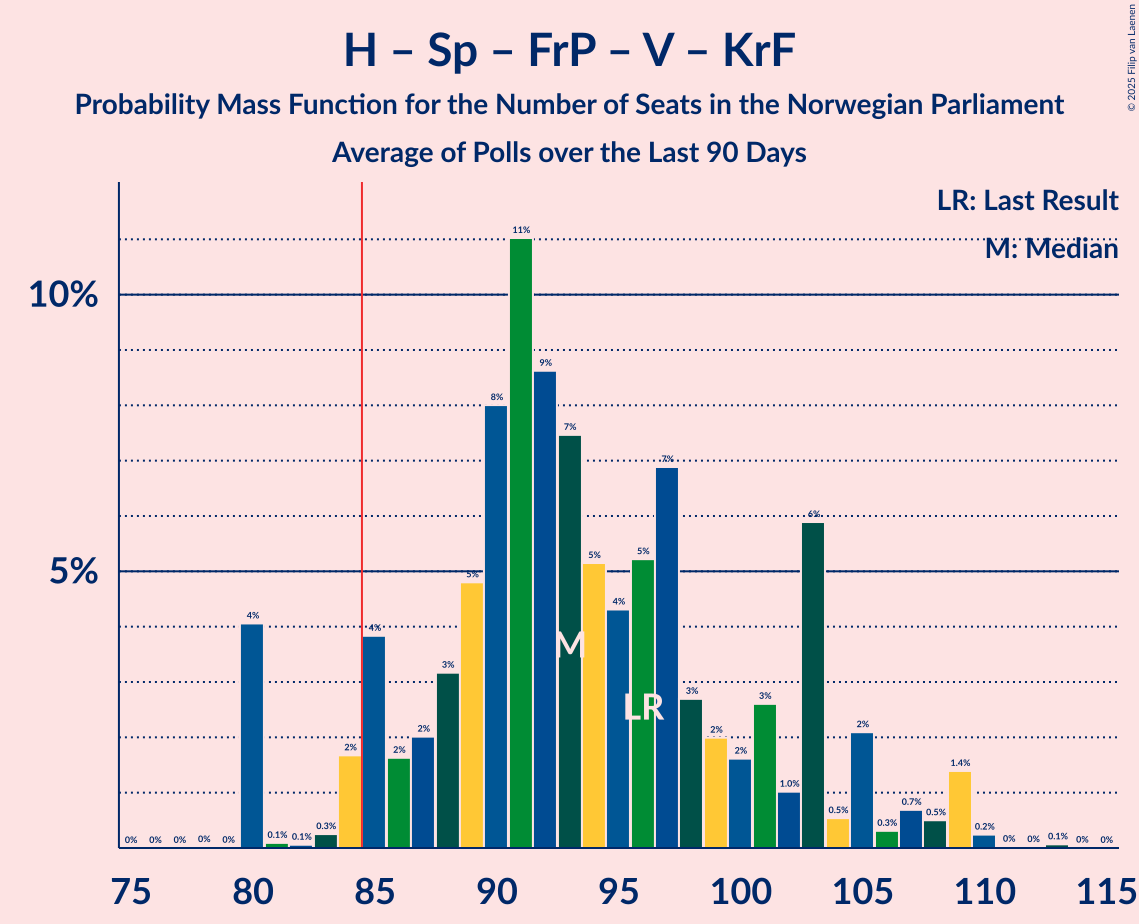 H – Sp – FrP – V – KrF
Probability Mass Function for the Number of Seats in the Norwegian Parliament
Average of Polls over the Last 90 Days
© 2025 Filip van Laenen
LR: Last Result
M: Median
10%
5%
0% 0% 0% 0% 0% 4% 0.1% 0.1% 0.3% 2% 4% 2% 2% 3% 5% 8% 11% 9% 7% 5% 4% 5% 7% 3% 2% 2% 3% 1.0% 6% 0.5% 2% 0.3% 0.7% 0.5% 1.4% 0.2% 0% 0% 0.1% 0% 0%
M
LR
75 80 85 90 95 100 105 110 115